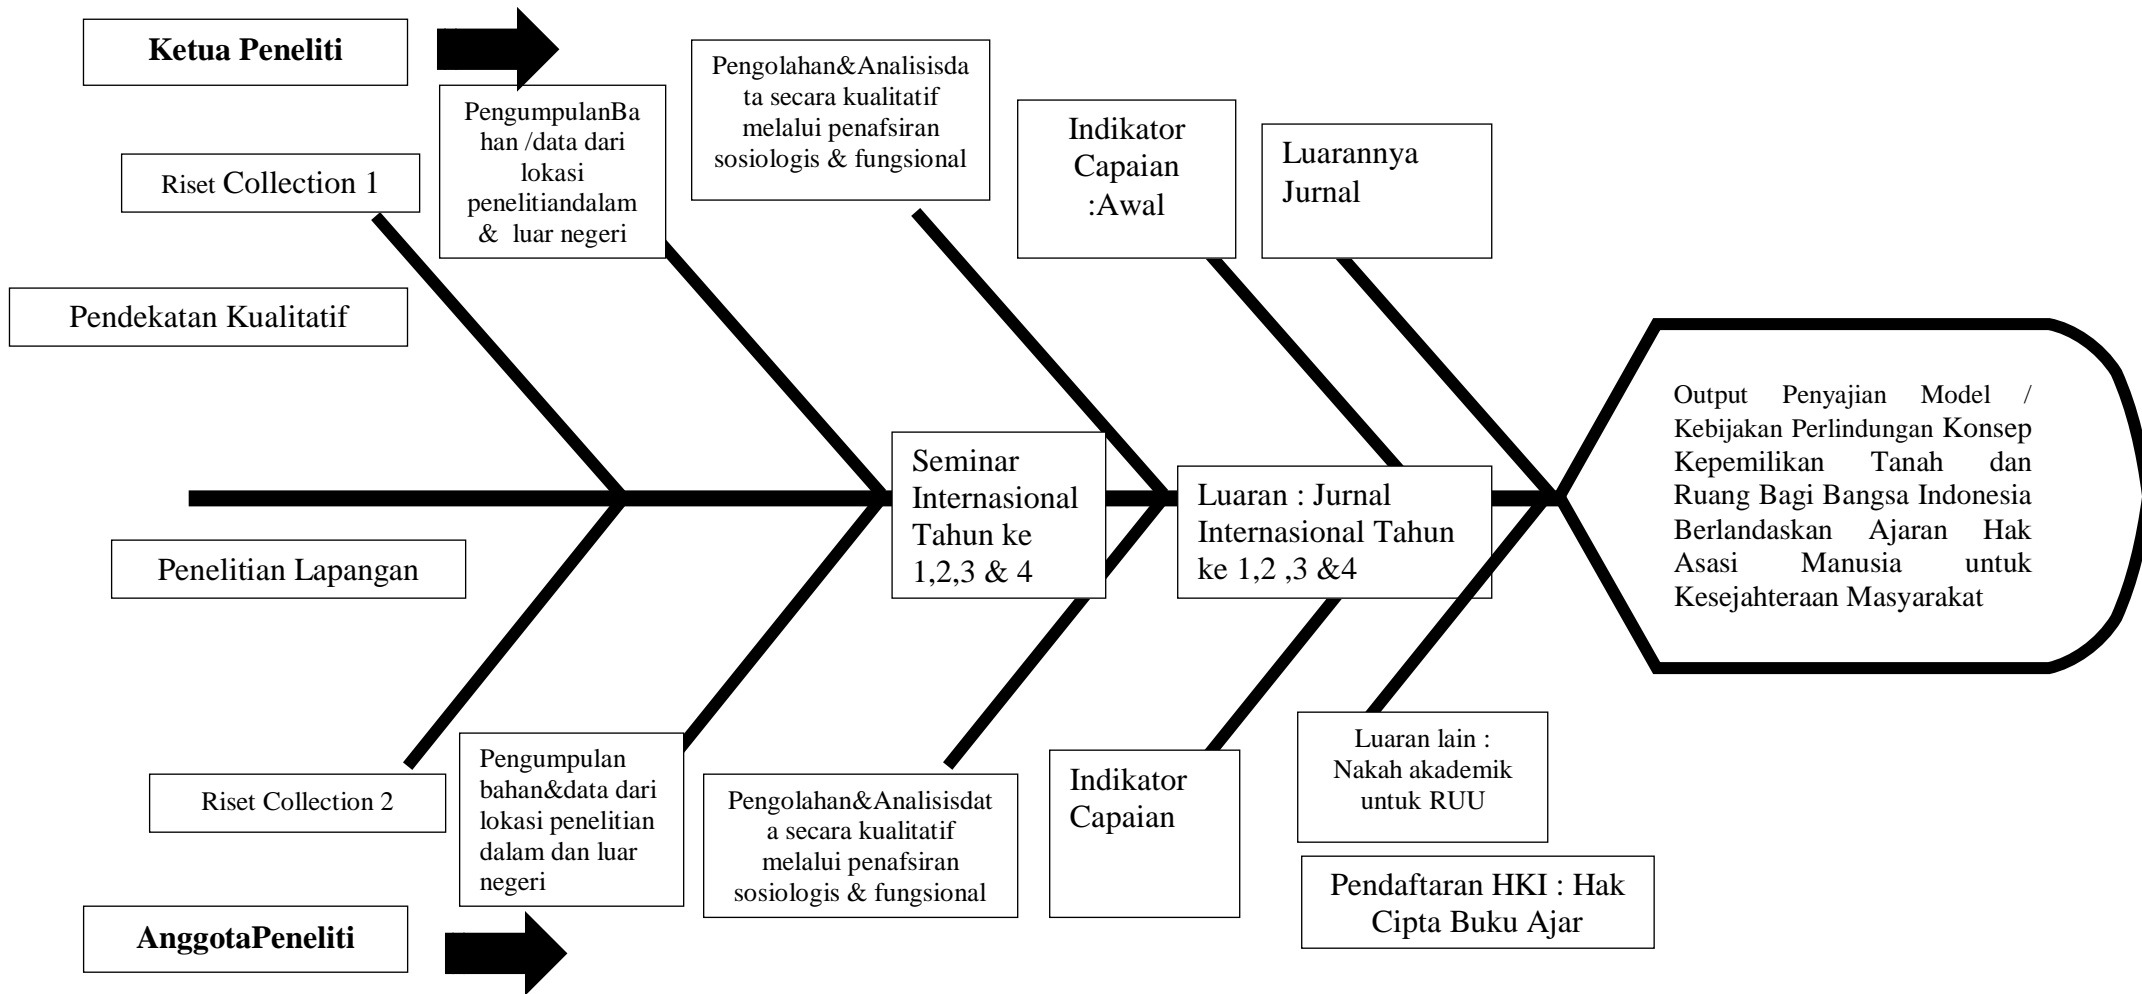 Ketua Peneliti
PengumpulanBa
han /data dari
lokasi
penelitiandalam
& luar negeri
Pengolahan&Analisisda
ta secara kualitatif
melalui penafsiran
sosiologis & fungsional
Indikator
Capaian
:Awal
Luarannya
Jurnal
Riset Collection 1
Pendekatan Kualitatif
Output Penyajian Model /
Kebijakan Perlindungan Konsep
Kepemilikan Tanah dan
Ruang Bagi Bangsa Indonesia
Berlandaskan Ajaran Hak
Asasi Manusia untuk
Kesejahteraan Masyarakat
Seminar
Internasional
Tahun ke
1,2,3 & 4
Luaran : Jurnal
Internasional Tahun
ke 1,2 ,3 &4
Penelitian Lapangan
Riset Collection 2
Pengumpulan
bahan&data dari
lokasi penelitian
dalam dan luar
negeri
Pengolahan&Analisisdat
a secara kualitatif
melalui penafsiran
sosiologis & fungsional
Indikator
Capaian
Luaran lain :
Nakah akademik
untuk RUU
Pendaftaran HKI : Hak
Cipta Buku Ajar
AnggotaPeneliti